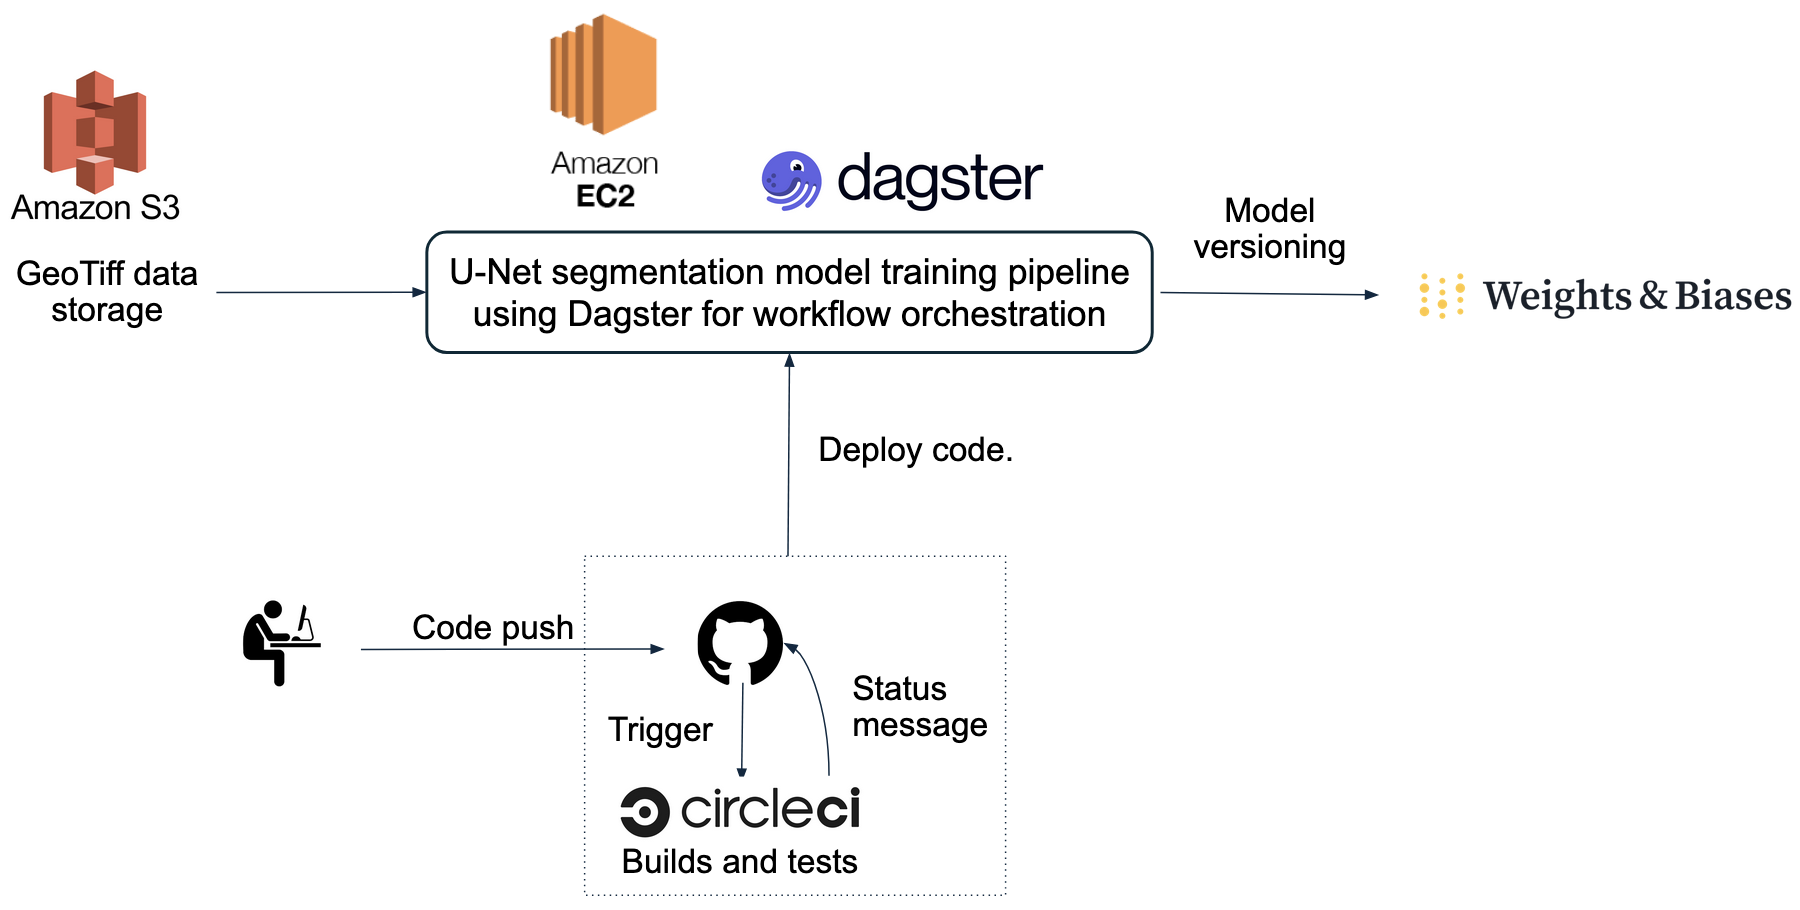 Amazon S3
GeoTiff data
storage
Amazon
EC2
dagster
U-Net segmentation model training pipeline
using Dagster for workflow orchestration
Model
versioning
Weights & Biases
Deploy code.
Code push
Trigger
Status
message
circleci
Builds and tests